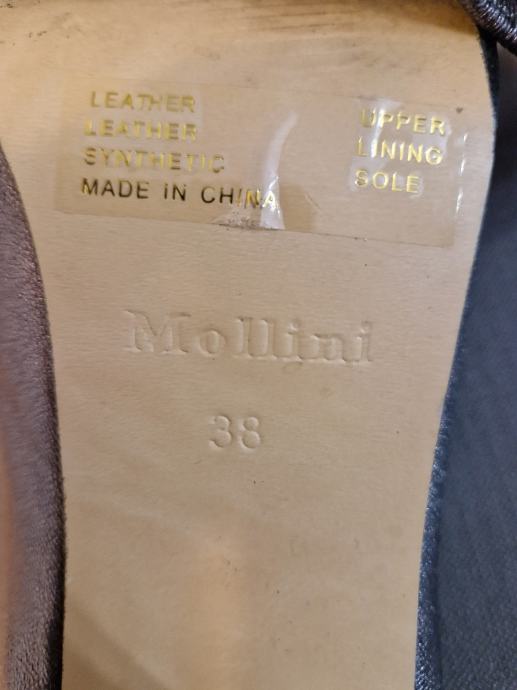 LEATHER UPPER
LEATHER LINING
SYNTHETIC SOLE
MADE IN CHINA
Mollini
38